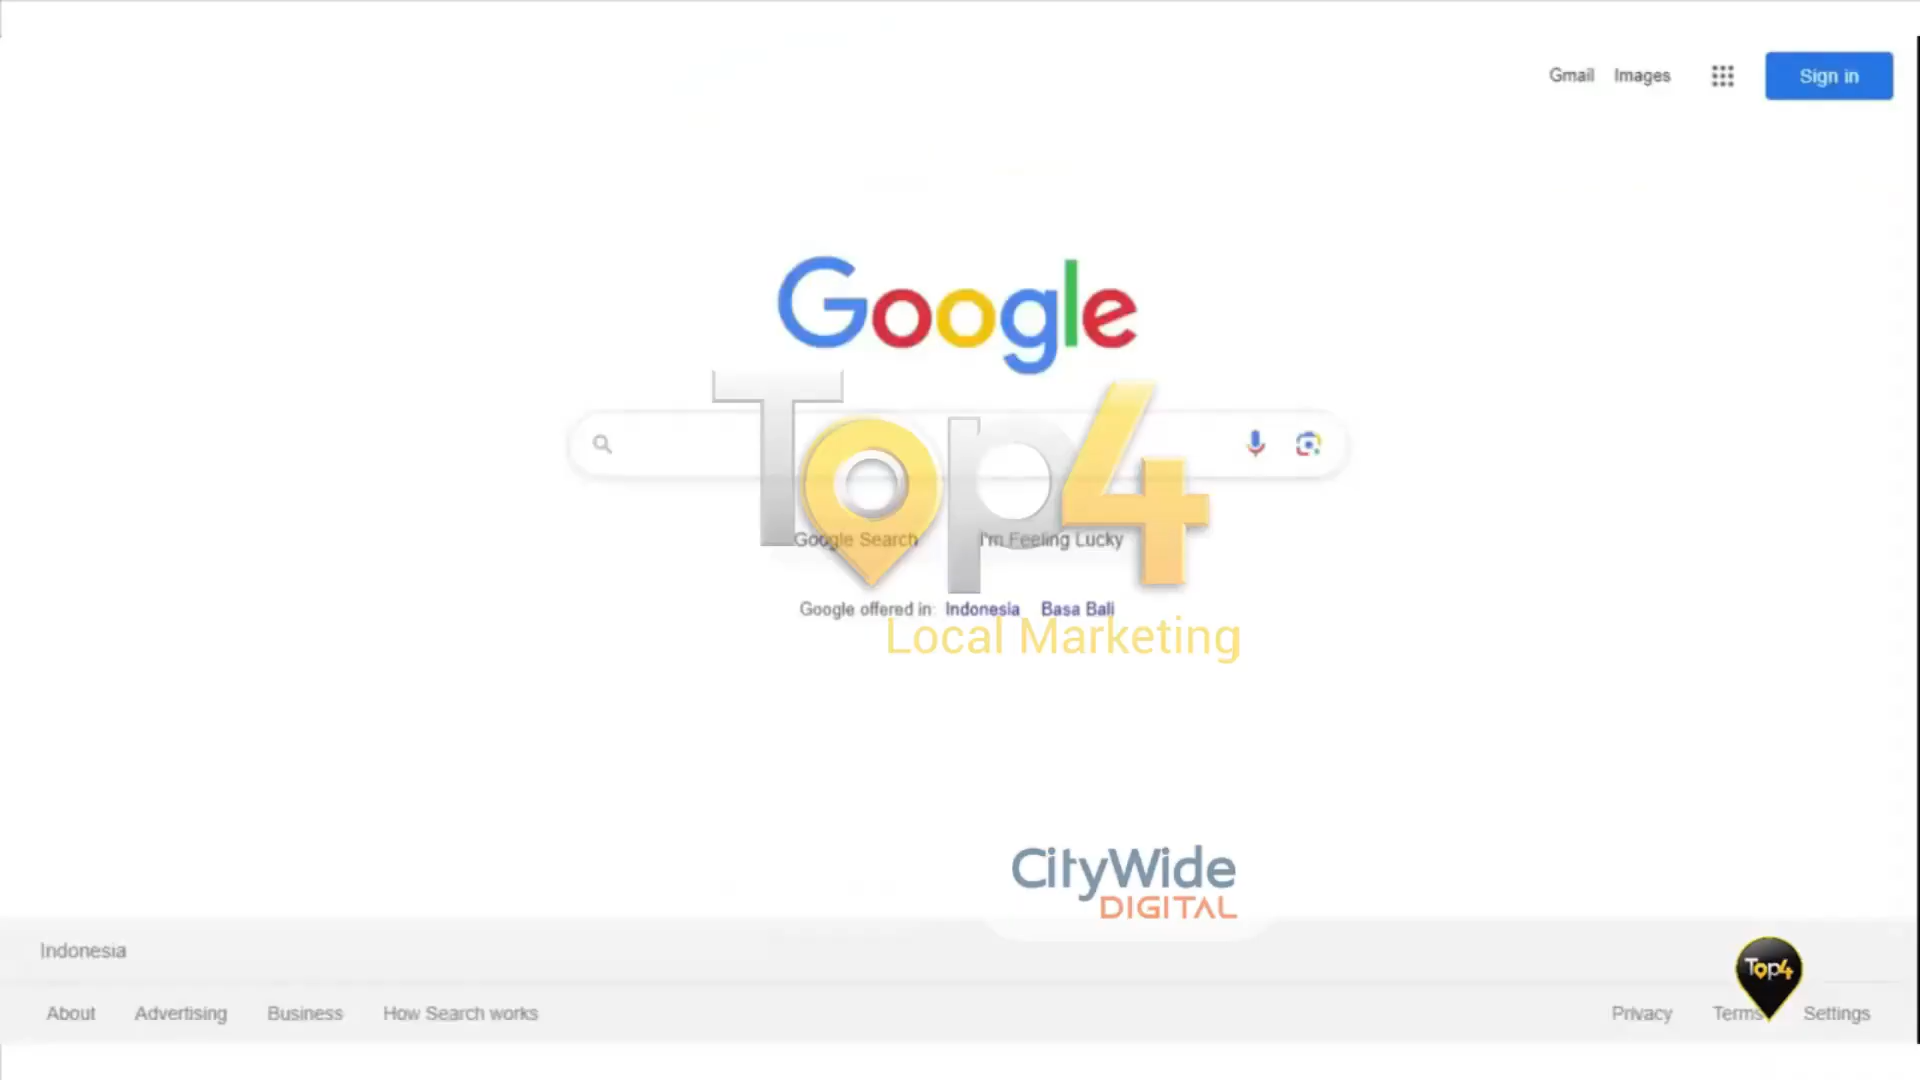 Gmail Images Sign in
Google
Top4
Google Search I'm Feeling Lucky
Google offered in: Indonesia Basa Bali
Local Marketing
CityWide
DIGITAL
Indonesia
Top4
About Advertising Business How Search works Privacy Terms Settings